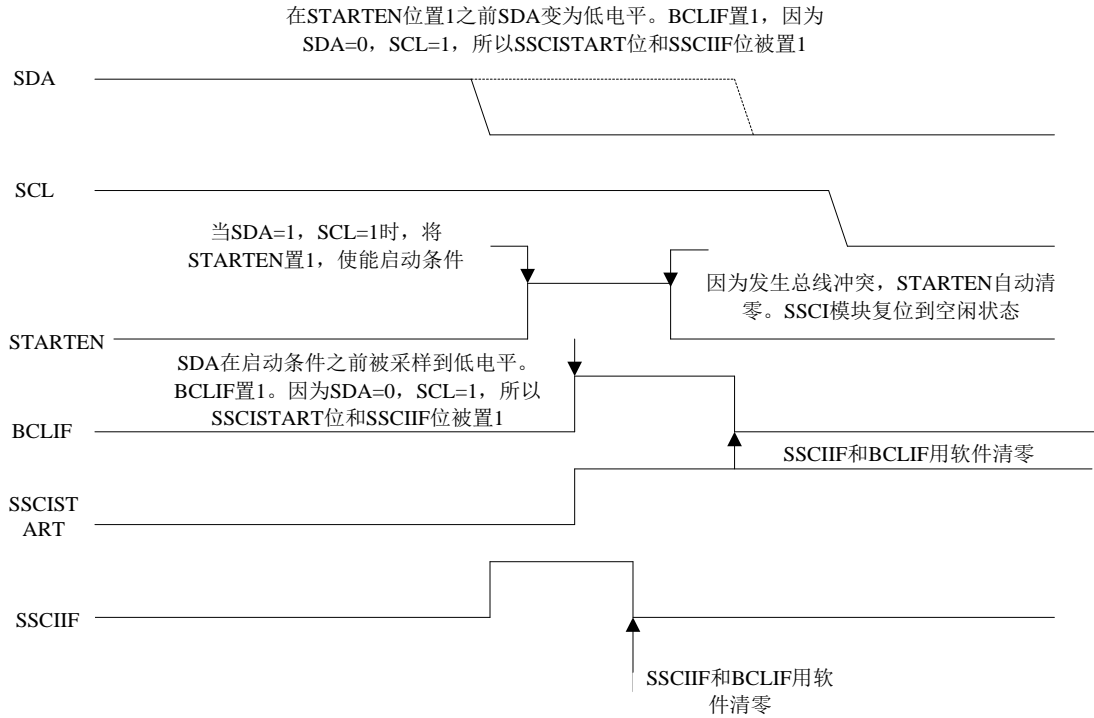 在STARTEN位置1之前SDA变为低电平。BCLIF置1，因为
SDA=0，SCL=1，所以SSCISTART位和SSCIIF位被置1
SDA
SCL
当SDA=1，SCL=1时，将
STARTEN置1，使能启动条件
因为发生总线冲突，STARTEN自动清
零。SSCI模块复位到空闲状态
STARTEN
SDA在启动条件之前被采样到低电平。
BCLIF置1。因为SDA=0，SCL=1，所以
SSCISTART位和SSCIIF位被置1
BCLIF
SSCIIF和BCLIF用软件清零
SSCIST
ART
SSCIIF
SSCIIF和BCLIF用软
件清零